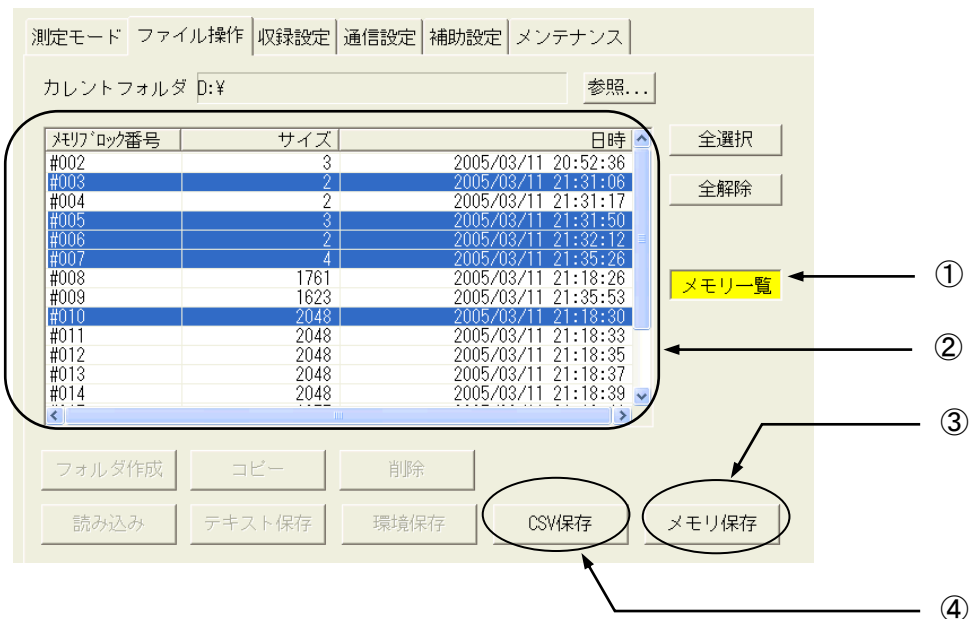 測定モード ファイル操作 収録設定 通信設定 補助設定 メンテナンス
カレントフォルダ D:¥ 参照...
ﾒﾓﾘﾌﾞﾛｯｸ番号 サイズ 日時
全選択
#002 3 2005/03/11 20:52:36
#003 2 2005/03/11 21:31:06
全解除
#004 2 2005/03/11 21:31:17
#005 3 2005/03/11 21:31:50
#006 2 2005/03/11 21:32:12
#007 4 2005/03/11 21:35:26
#008 1761 2005/03/11 21:18:26
メモリ一覧 ①
#009 1623 2005/03/11 21:35:53
#010 2048 2005/03/11 21:18:30
#011 2048 2005/03/11 21:18:33
②
#012 2048 2005/03/11 21:18:35
#013 2048 2005/03/11 21:18:37
#014 2048 2005/03/11 21:18:39
③
フォルダ作成 コピー 削除
読み込み テキスト保存 環境保存 CSV保存 メモリ保存
④